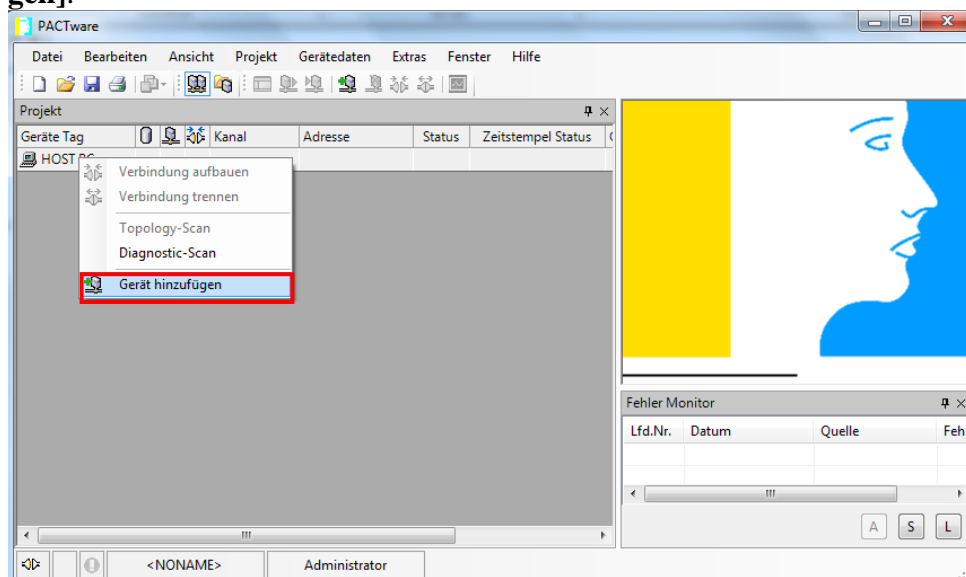 gen].
PACTware
Datei Bearbeiten Ansicht Projekt Gerätedaten Extras Fenster Hilfe
Projekt
Geräte Tag Kanal Adresse Status Zeitstempel Status
HOST PC
Verbindung aufbauen
Verbindung trennen
Topology-Scan
Diagnostic-Scan
Gerät hinzufügen
Fehler Monitor
Lfd.Nr. Datum Quelle Feh
A S L
<NONAME> Administrator